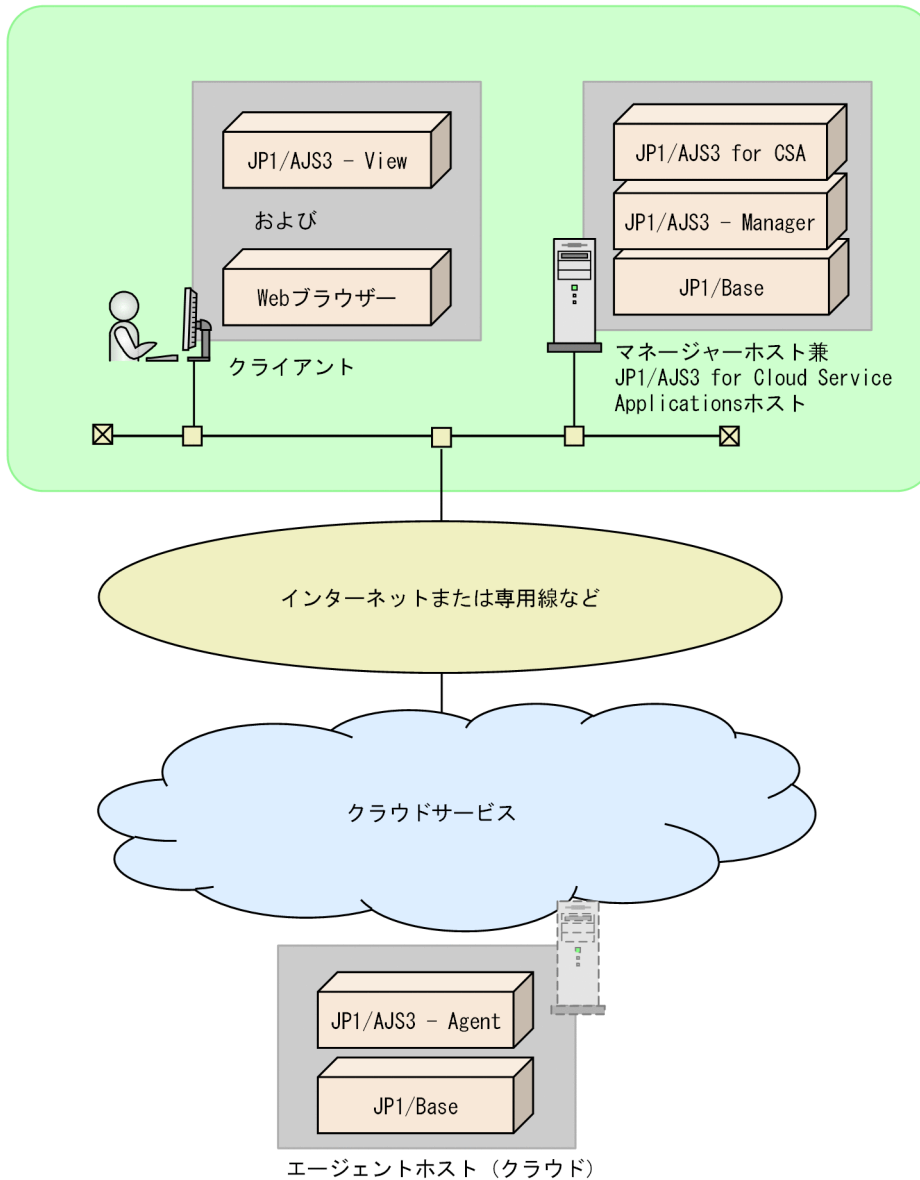 JP1/AJS3 - View
および
Webブラウザー
クライアント
JP1/AJS3 for CSA
JP1/AJS3 - Manager
JP1/Base
マネージャーホスト兼
JP1/AJS3 for Cloud Service
Applicationsホスト
インターネットまたは専用線など
クラウドサービス
JP1/AJS3 - Agent
JP1/Base
エージェントホスト（クラウド）